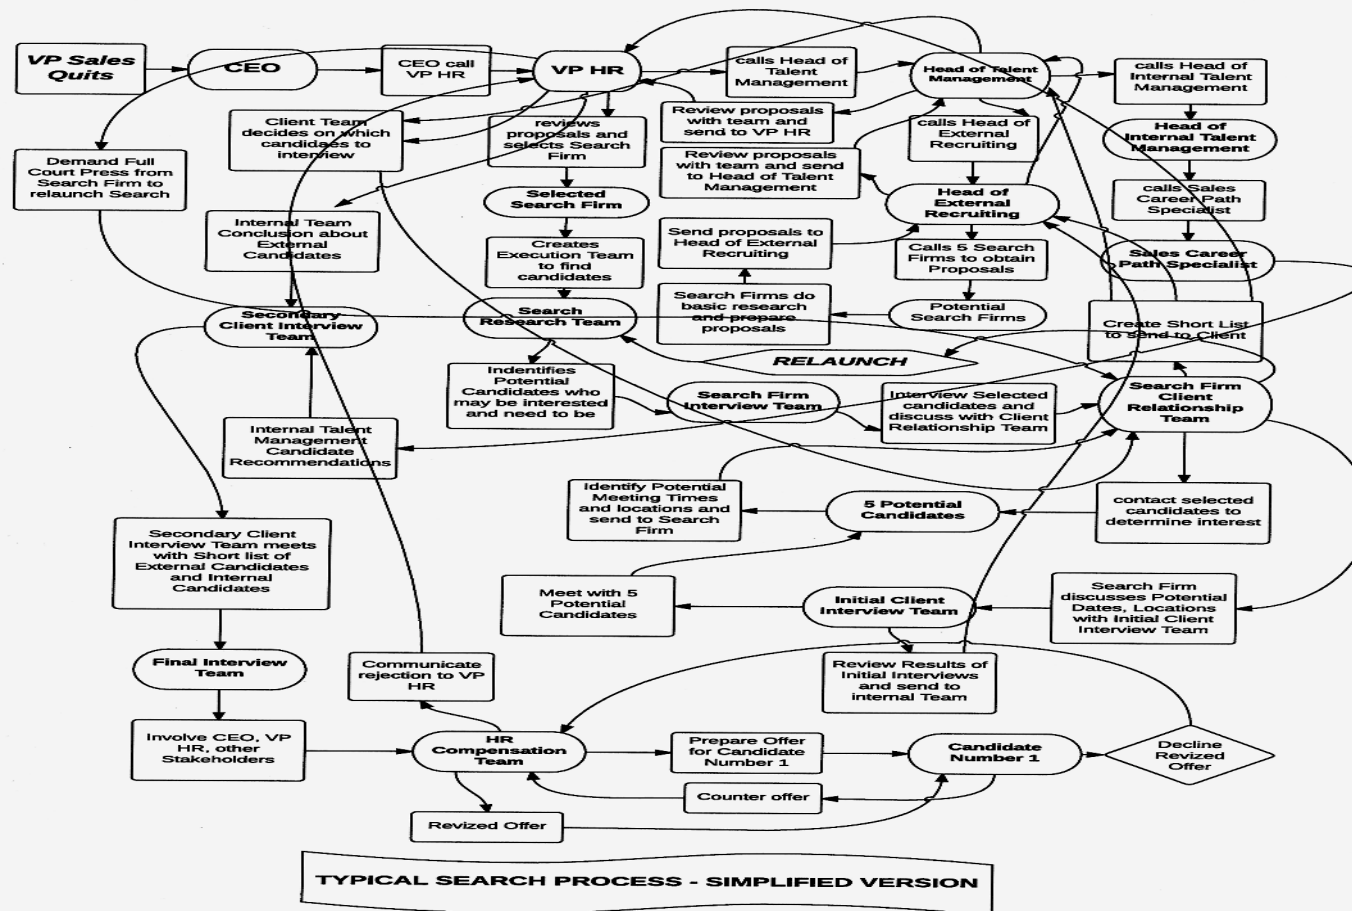 VP Sales
Quits
CEO
CEO call
VP HR
VP HR
calls Head of
Talent
Management
Head of Talent
Management
calls Head of
Internal Talent
Management
Client Team
decides on which
candidaes to
interview
reviews
proposals and
selects Search
Firm
Review proposals
with team and
send to VP HR
calls Head of
External
Recruiting
Head of
Internal Talent
Management
Demand Full
Court Press from
Search Firm to
relaunch Search
Review proposals
with team and send
to Head of Talent
Management
Selected
Search Firm
Head of
External
Recruiting
calls Sales
Career Path
Specialist
Internal Team
Conclusion about
External
Candidates
Creates
Execution Team
to find
candidates
Send proposals to
Head of External
Recruiting
Calls 5 Search
Firms to obtain
Proposals
Sales Career
Path Specialist
Secondary
Client Interview
Team
Search
Research Team
Search Firms do
basic research
and prepare
proposals
Potential
Search Firms
Create Short List
to send to Client
RELAUNCH
Indentifies
Potential
Candidates who
may be interested
and need to be
Search Firm
Interview Team
Interview Selected
candidates and
discuss with Client
Relationship Team
Search Firm
Client
Relationship
Team
Internal Talent
Management
Candidate
Recommendations
Identify Potential
Meeting Times
and locations and
send to Search
Firm
5 Potential
Candidates
contact selected
candidates to
determine interest
Secondary Client
Interview Team meets
with Short list of
External Candidates
and Internal
Candidates
Meet with 5
Potential
Candidates
Initial Client
Interview Team
Search Firm
discusses Potential
Dates, Locations
with Initial Client
Interview Team
Final Interview
Team
Communicate
rejection to VP
HR
Review Results of
Initial Interviews
and send to
internal Team
Involve CEO, VP
HR, other
Stakeholders
HR
Compensation
Team
Prepare Offer
for Candidate
Number 1
Candidate
Number 1
Decline
Revized
Offer
Counter offer
Revized Offer
TYPICAL SEARCH PROCESS - SIMPLIFIED VERSION